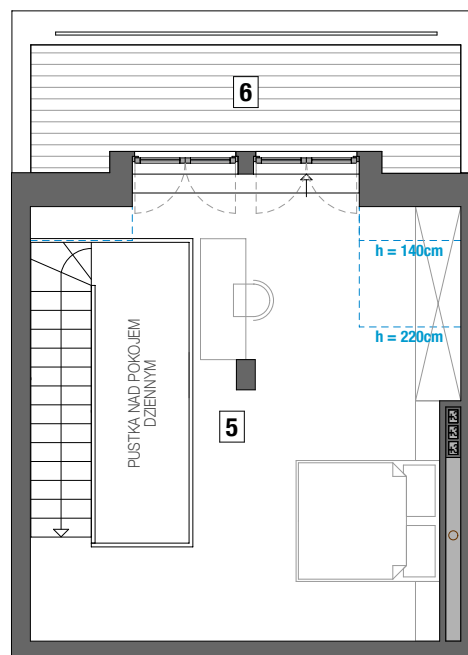 6
h = 140cm
h = 220cm
PUSTKA NAD POKOJEM
DZIENNYM
5